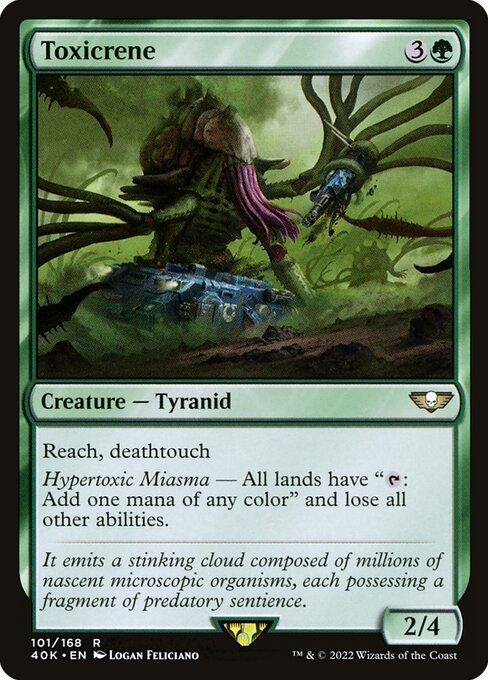 Toxicrene 3
Creature — Tyranid
Reach, deathtouch
Hypertoxic Miasma — All lands have “:
Add one mana of any color” and lose all
other abilities.
It emits a stinking cloud composed of millions of
nascent microscopic organisms, each possessing a
fragment of predatory sentience.
2/4
101/168 R
40K • EN Logan Feliciano
™ & © 2022 Wizards of the Coast